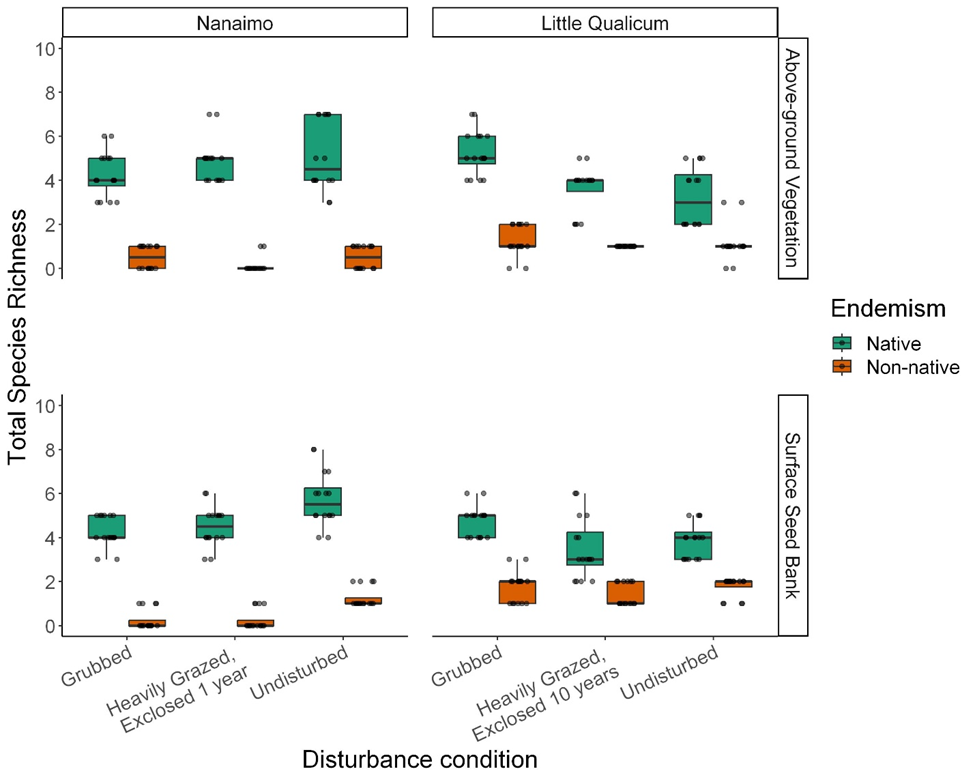 Nanaimo
Little Qualicum
Total Species Richness
10
8
6
4
2
0
Above-ground Vegetation
10
8
6
4
2
0
Surface Seed Bank
Endemism
Native
Non-native
Grubbed
Heavily Grazed,
Exclosed 1 year
Undisturbed
Grubbed
Heavily Grazed,
Exclosed 10 years
Undisturbed
Disturbance condition